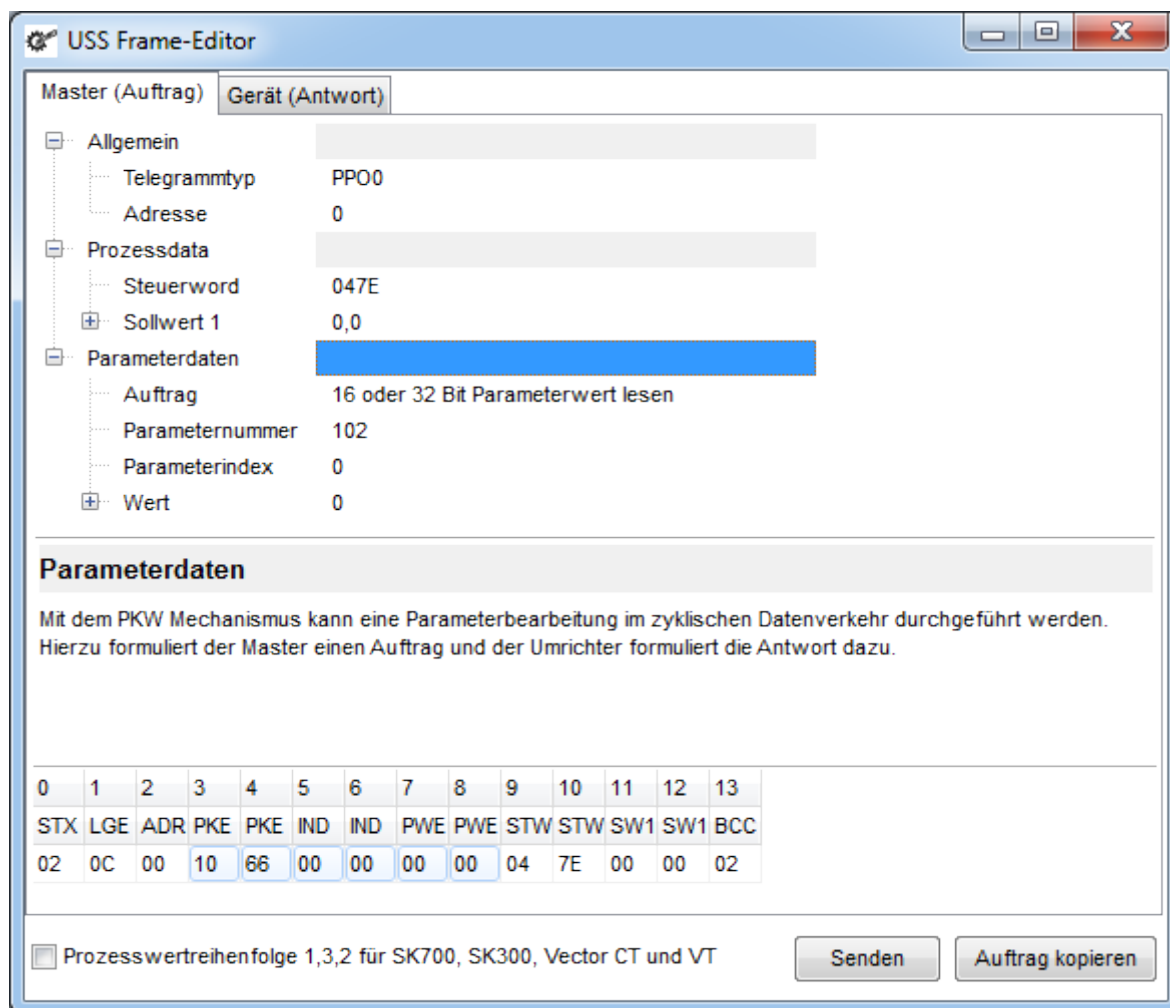 USS Frame-Editor
Master (Auftrag) Gerät (Antwort)
Allgemein
Telegrammtyp PPO0
Adresse 0
Prozessdata
Steuerword 047E
Sollwert 1 0,0
Parameterdaten
Auftrag 16 oder 32 Bit Parameterwert lesen
Parameternummer 102
Parameterindex 0
Wert 0
Parameterdaten
Mit dem PKW Mechanismus kann eine Parameterbearbeitung im zyklischen Datenverkehr durchgeführt werden.
Hierzu formuliert der Master einen Auftrag und der Umrichter formuliert die Antwort dazu.
0 1 2 3 4 5 6 7 8 9 10 11 12 13
STX LGE ADR PKE PKE IND IND PWE PWE STW STW SW1 SW1 BCC
02 0C 00 10 66 00 00 00 00 04 7E 00 00 02
Prozesswertreihenfolge 1,3,2 für SK700, SK300, Vector CT und VT Senden Auftrag kopieren